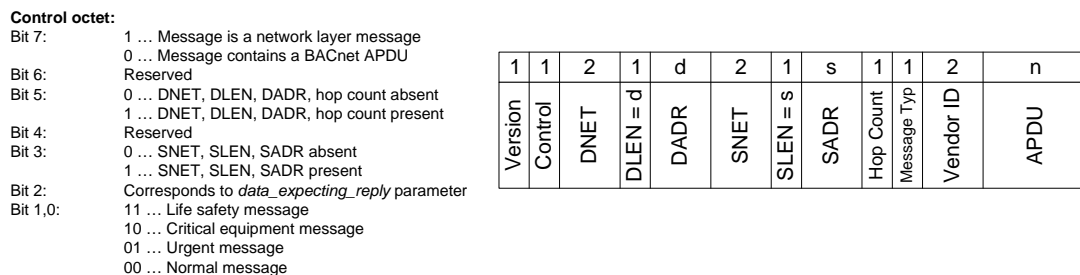 Control octet:
Bit 7: 1 … Message is a network layer message
0 … Message contains a BACnet APDU
Bit 6: Reserved
Bit 5: 0 … DNET, DLEN, DADR, hop count absent
1 … DNET, DLEN, DADR, hop count present
Bit 4: Reserved
Bit 3: 0 … SNET, SLEN, SADR absent
1 … SNET, SLEN, SADR present
Bit 2: Corresponds to data_expecting_reply parameter
Bit 1,0: 11 … Life safety message
10 … Critical equipment message
01 … Urgent message
00 … Normal message
1 1 2 1 d 2 1 s 1 1 2 n
Version Control DNET DLEN = d DADR SNET SLEN = s SADR Hop Count Message Typ Vendor ID APDU